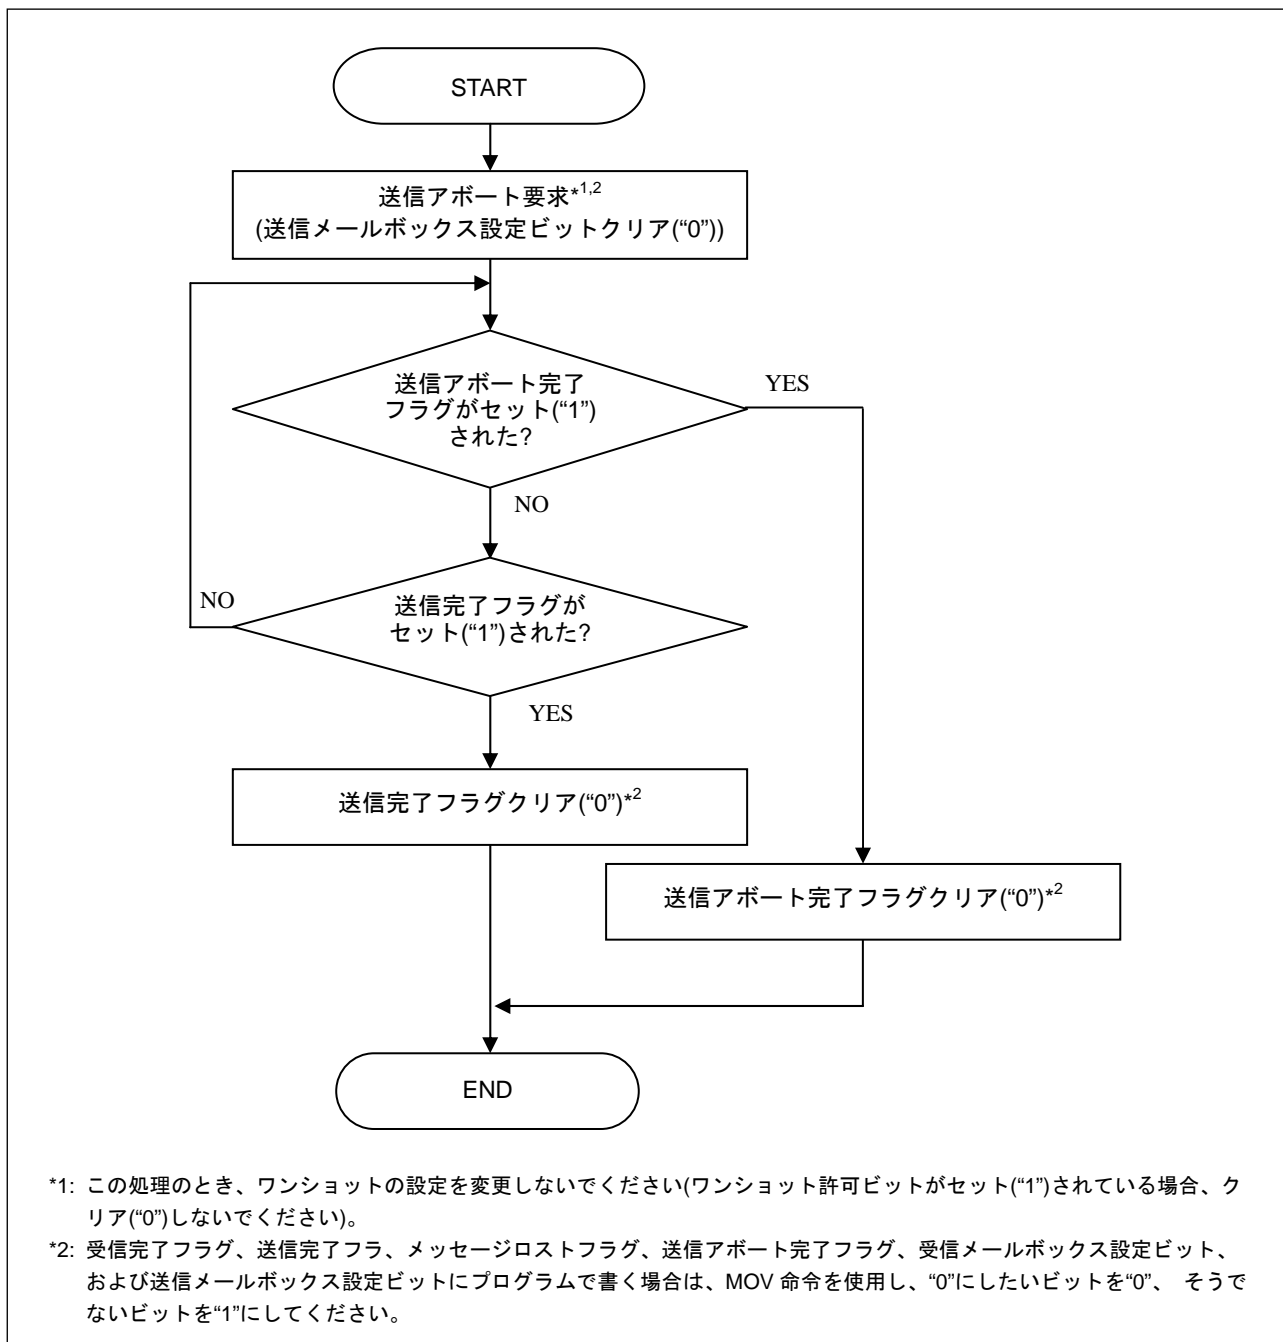 START
送信アボート要求*1,2
(送信メールボックス設定ビットクリア(“0”))
送信アボート完了
フラグがセット(“1”)
された?
YES
NO
送信完了フラグが
セット(“1”)された?
NO
YES
送信完了フラグクリア(“0”)*2
送信アボート完了フラグクリア(“0”)*2
END
*1: この処理のとき、ワンショットの設定を変更しないでください(ワンショット許可ビットがセット(“1”)されている場合、ク
リア(“0”)しないでください)。
*2: 受信完了フラグ、送信完了フラ、メッセージロストフラグ、送信アボート完了フラグ、受信メールボックス設定ビット、
および送信メールボックス設定ビットにプログラムで書く場合は、MOV 命令を使用し、“0”にしたいビットを“0”、 そうで
ないビットを“1”にしてください。